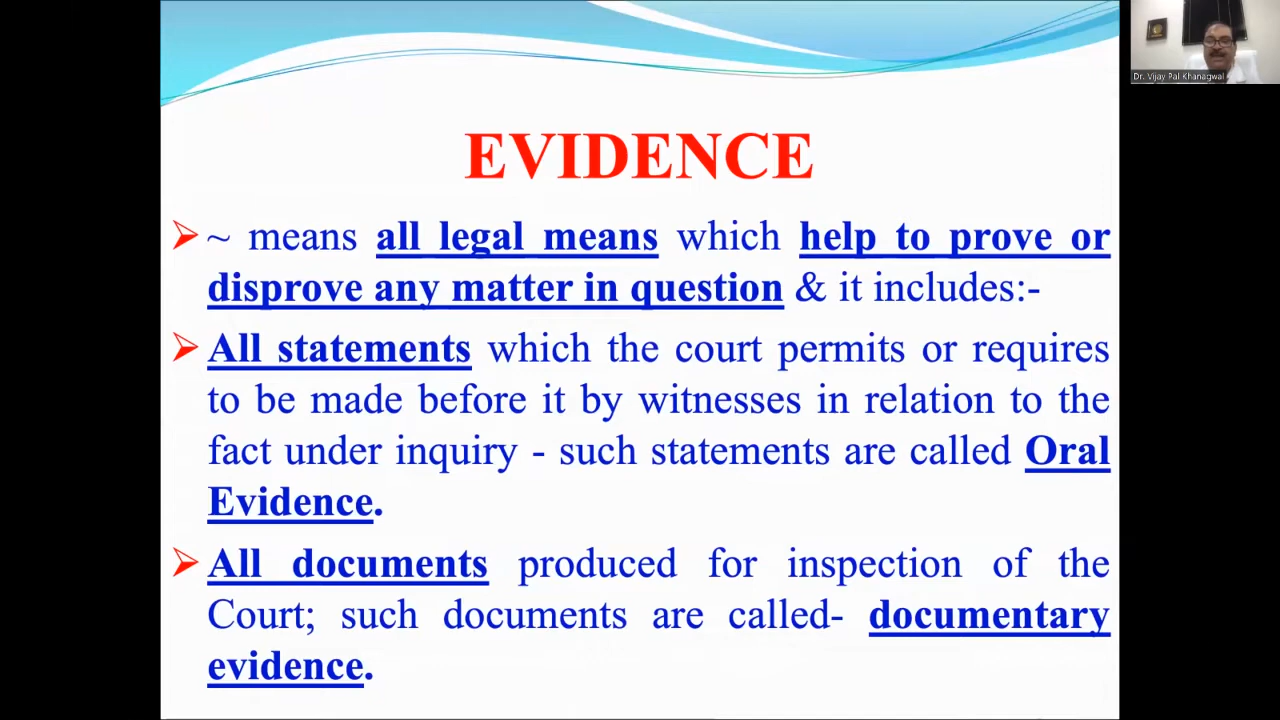 EVIDENCE
~ means all legal means which help to prove or
disprove any matter in question & it includes:-
All statements which the court permits or requires
to be made before it by witnesses in relation to the
fact under inquiry - such statements are called Oral
Evidence.
All documents produced for inspection of the
Court; such documents are called- documentary
evidence.
Dr. Vijay Pal Khanagwal